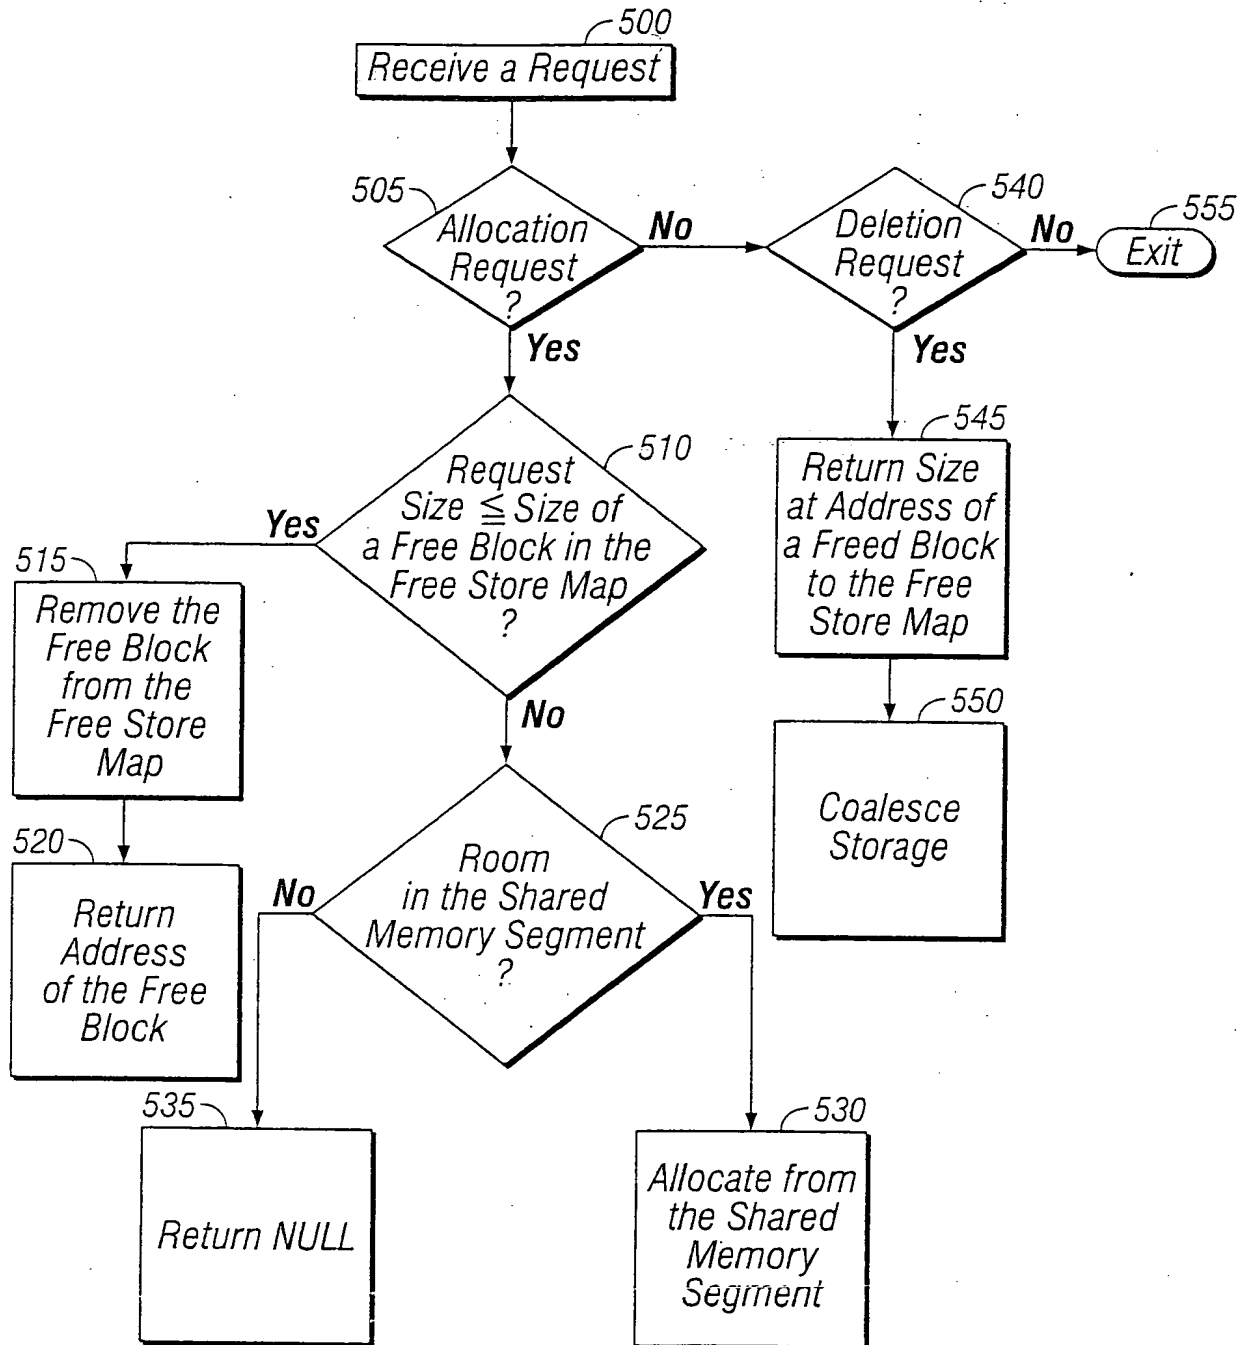 500
Receive a Request
505
Allocation
Request
?
No
Yes
540
Deletion
Request
?
No
Yes
555
Exit
510
Request
Size ≦ Size of
a Free Block in the
Free Store Map
?
Yes
No
515
Remove the
Free Block
from the
Free Store
Map
520
Return
Address
of the Free
Block
525
Room
in the Shared
Memory Segment
?
No
Yes
535
Return NULL
530
Allocate from
the Shared
Memory
Segment
545
Return Size
at Address of
a Freed Block
to the Free
Store Map
550
Coalesce
Storage